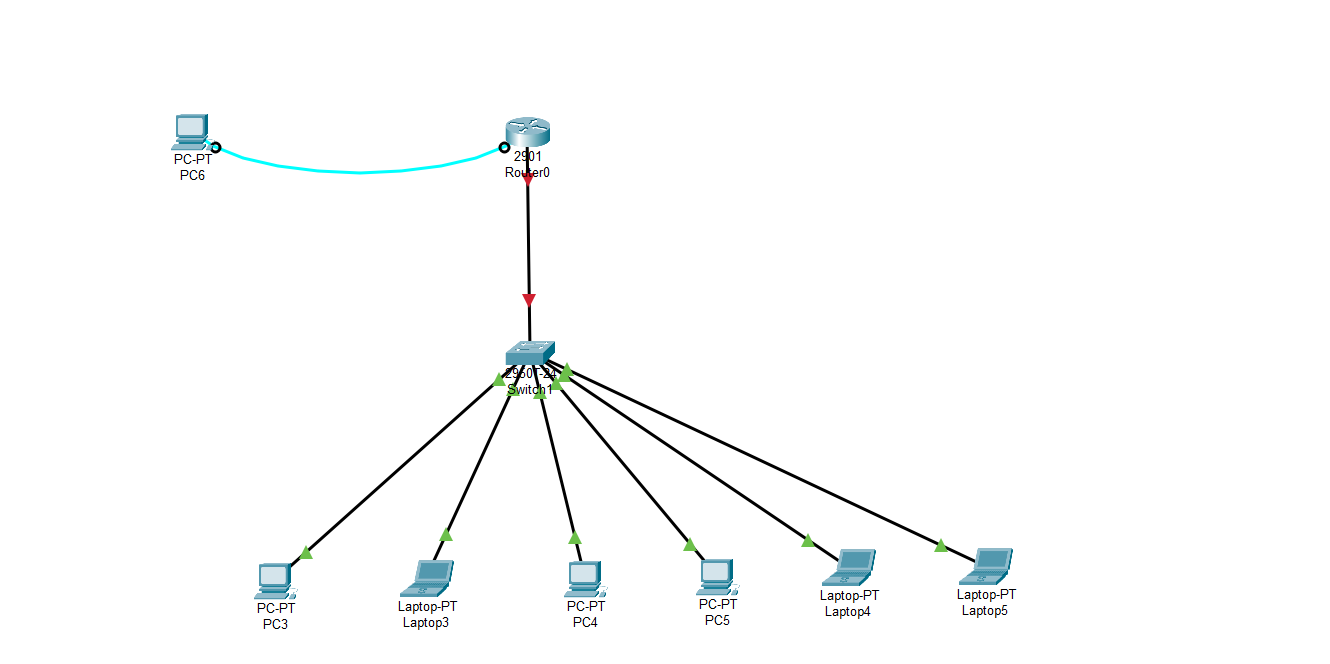 PC-PT
PC6
2901
Router0
2960T-24
Switch1
PC-PT
PC3
Laptop-PT
Laptop3
PC-PT
PC4
PC-PT
PC5
Laptop-PT
Laptop4
Laptop-PT
Laptop5